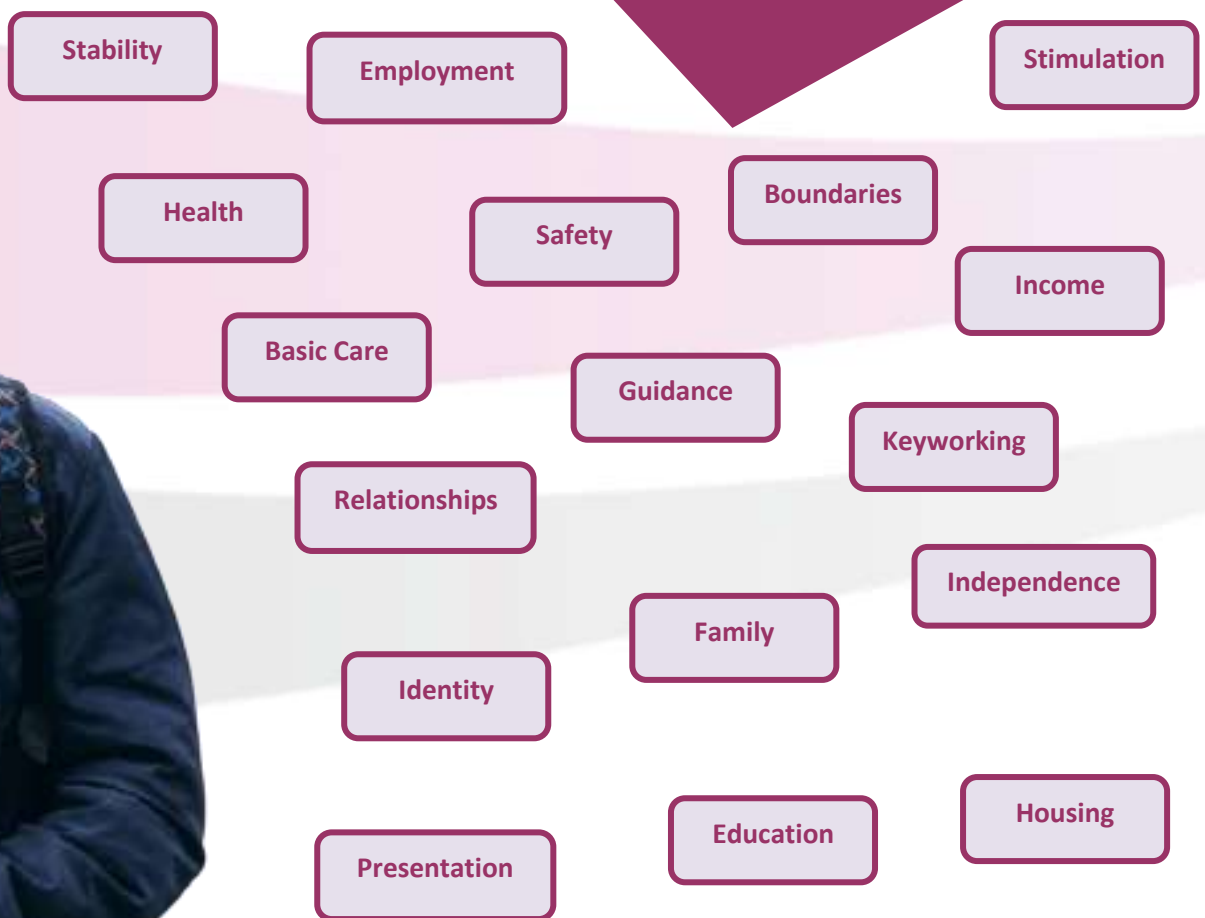 Stability
Employment
Stimulation
Health
Safety
Boundaries
Income
Basic Care
Guidance
Keyworking
Relationships
Independence
Family
Identity
Presentation
Education
Housing